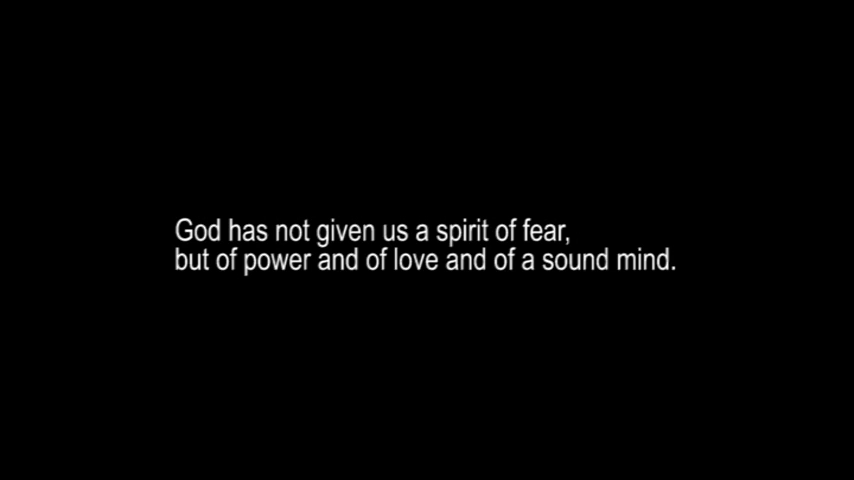 God has not given us a spirit of fear,
but of power and of love and of a sound mind.